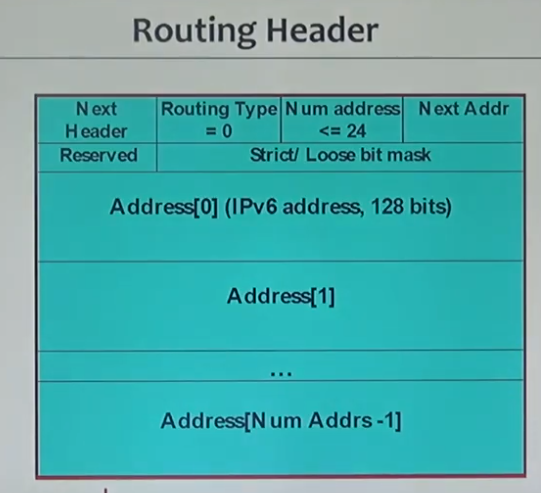 Routing Header
Next Header
Routing Type = 0
Num address <= 24
Next Addr
Reserved
Strict/ Loose bit mask
Address[0] (IPv6 address, 128 bits)
Address[1]
...
Address[Num Addrs-1]